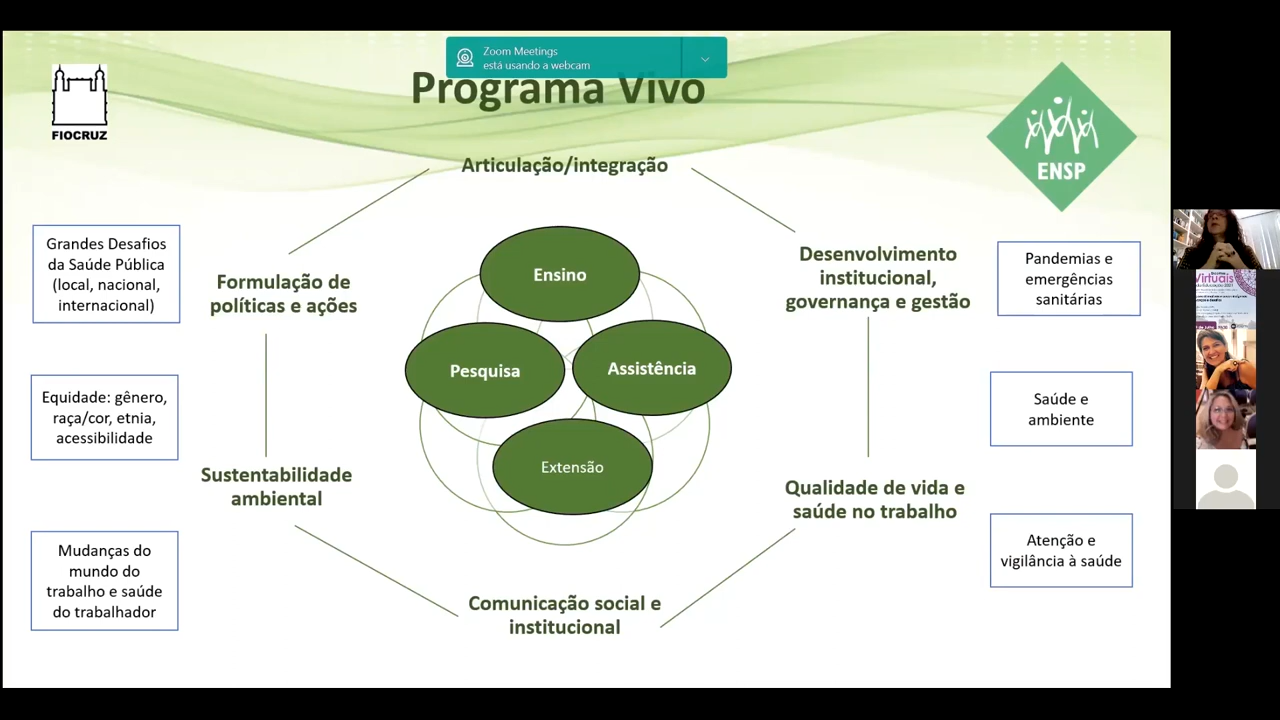 Zoom Meetings
está usando a webcam
Programa Vivo
FIOCRUZ
ENSP
Articulação/integração
Grandes Desafios
da Saúde Pública
(local, nacional,
internacional)
Formulação de
políticas e ações
Ensino
Desenvolvimento
institucional,
governança e gestão
Pandemias e
emergências
sanitárias
Pesquisa
Assistência
Equidade: gênero,
raça/cor, etnia,
acessibilidade
Saúde e
ambiente
Sustentabilidade
ambiental
Extensão
Qualidade de vida e
saúde no trabalho
Mudanças do
mundo do
trabalho e saúde
do trabalhador
Atenção e
vigilância à saúde
Comunicação social e
institucional
Virtuais